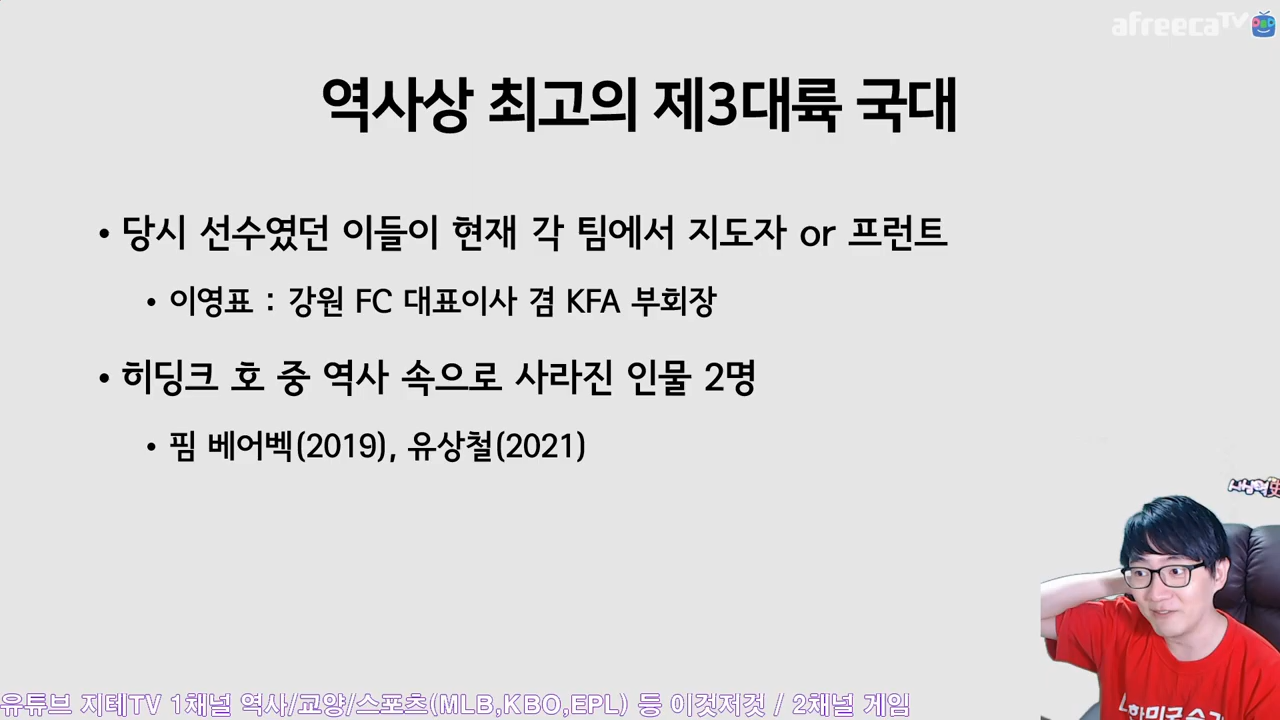 afreecaTV
역사상 최고의 제3대륙 국대
• 당시 선수였던 이들이 현재 각 팀에서 지도자 or 프런트
• 이영표 : 강원 FC 대표이사 겸 KFA 부회장
• 히딩크 호 중 역사 속으로 사라진 인물 2명
• 핌 베어벡(2019), 유상철(2021)
유튜브 지테TV 1채널 역사/교양/스포츠(MLB,KBO,EPL) 등 이것저것 / 2채널 게임